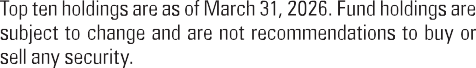 Top ten holdings are as of March 31, 2026. Fund holdings are
subject to change and are not recommendations to buy or
sell any security.